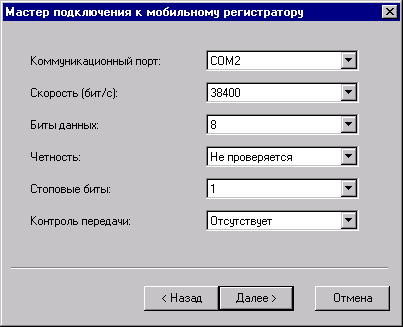 Мастер подключения к мобильному регистратору
Коммуникационный порт: COM2
Скорость (бит/с): 38400
Биты данных: 8
Четность: Не проверяется
Стоповые биты: 1
Контроль передачи: Отсутствует
< Назад Далее > Отмена